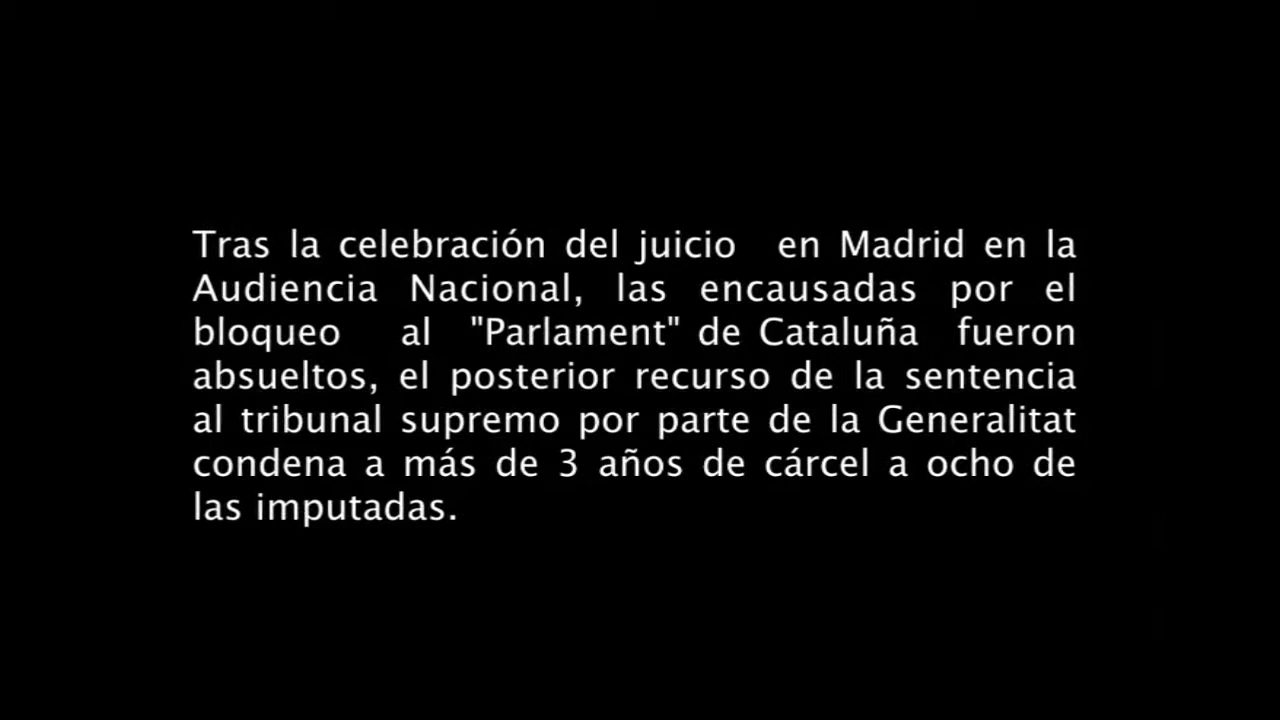 Tras la celebración del juicio en Madrid en la
Audiencia Nacional, las encausadas por el
bloqueo al "Parlament" de Cataluña fueron
absueltos, el posterior recurso de la sentencia
al tribunal supremo por parte de la Generalitat
condena a más de 3 años de cárcel a ocho de
las imputadas.